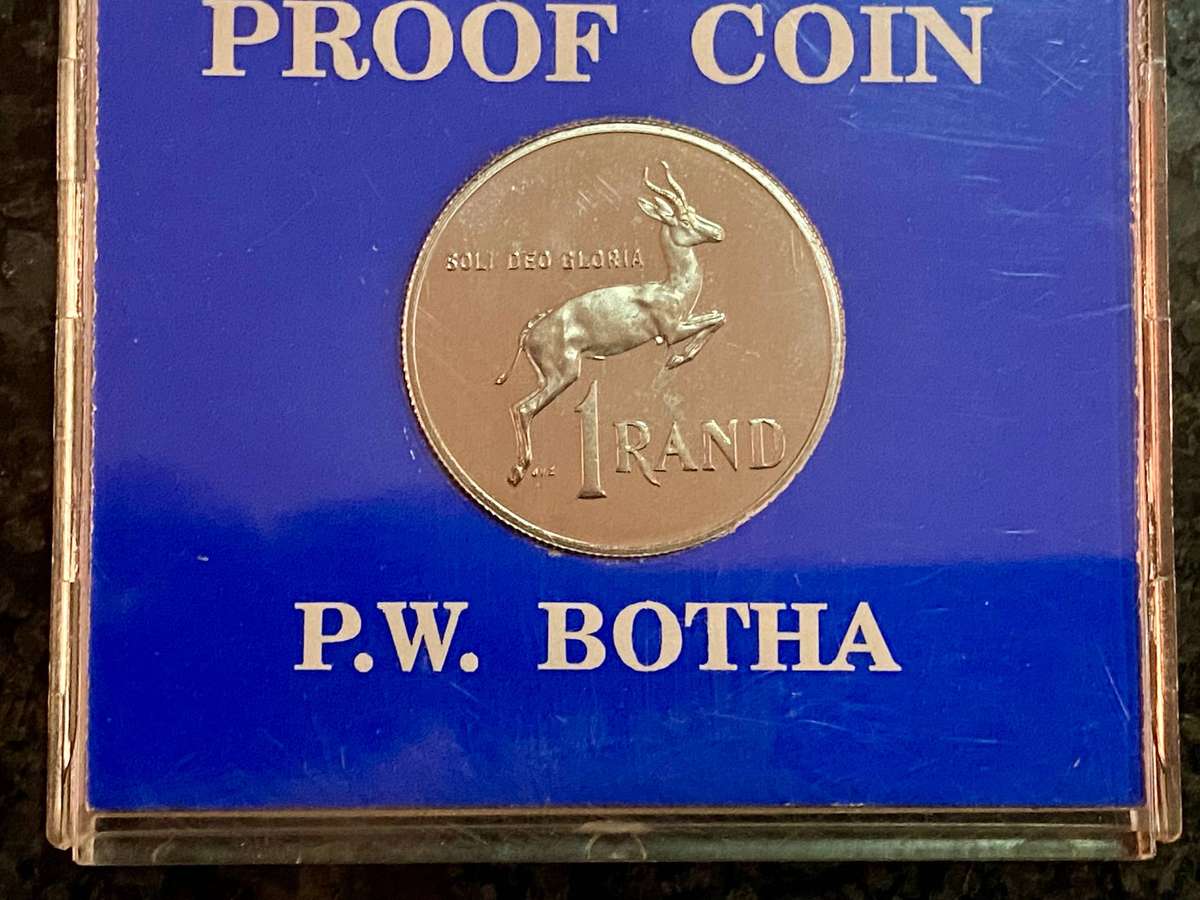 PROOF COIN
SOLI DEO GLORIA
1 RAND
P.W. BOTHA